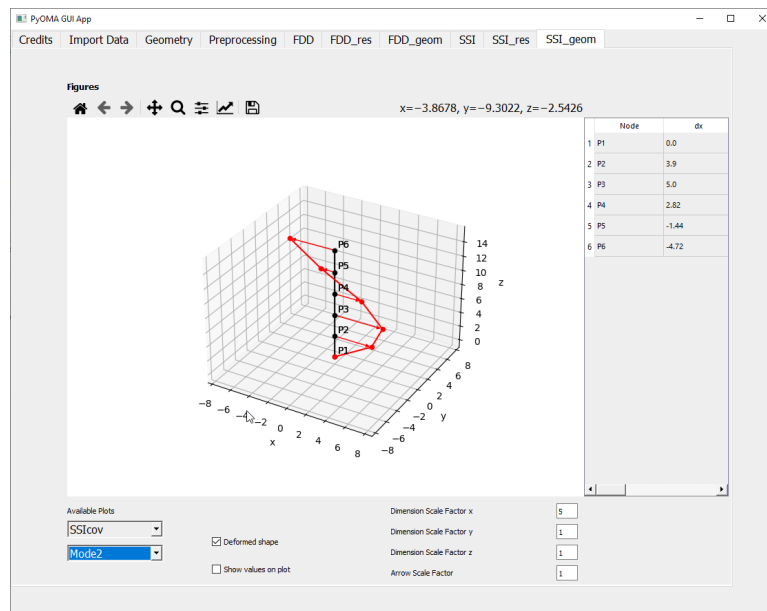 PyOMA GUI App
Credits Import Data Geometry Preprocessing FDD FDD_res FDD_geom SSI SSI_res SSI_geom
Figures
x=−3.8678, y=−9.3022, z=−2.5426
Node dx
1 P1 0.0
2 P2 3.9
3 P3 5.0
4 P4 2.82
5 P5 -1.44
6 P6 -4.72
P6
P5
P4
P3
P2
P1
14
12
10
8
6
4
2
0
z
−8 −6 −4 −2 0 2 4 6 8
x
−8 −6 −4 −2 0 2 4 6 8
y
Available Plots
SSIcov
Mode2
Deformed shape
Show values on plot
Dimension Scale Factor x 5
Dimension Scale Factor y 1
Dimension Scale Factor z 1
Arrow Scale Factor 1